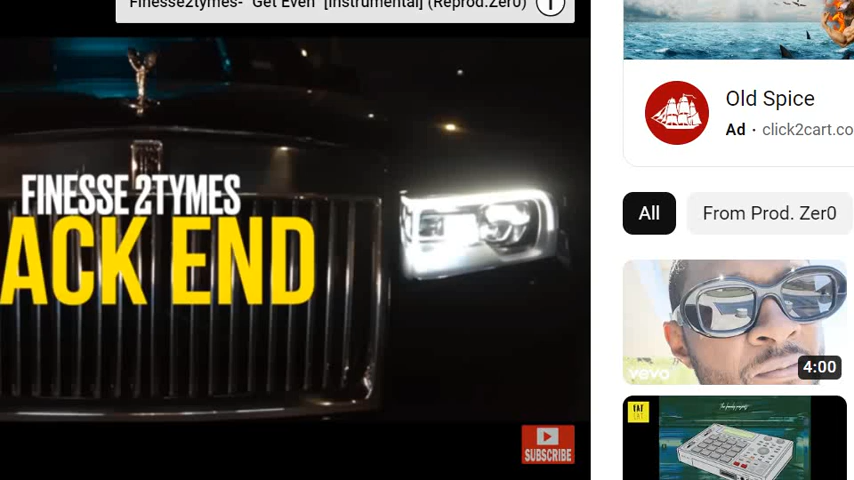 Finesse2tymes- "Get Even" [Instrumental] (Reprod.Zer0)
FINESSE 2TYMES
ACK END
SUBSCRIBE
Old Spice
Ad · click2cart.co
All
From Prod. Zer0
vevo
4:00